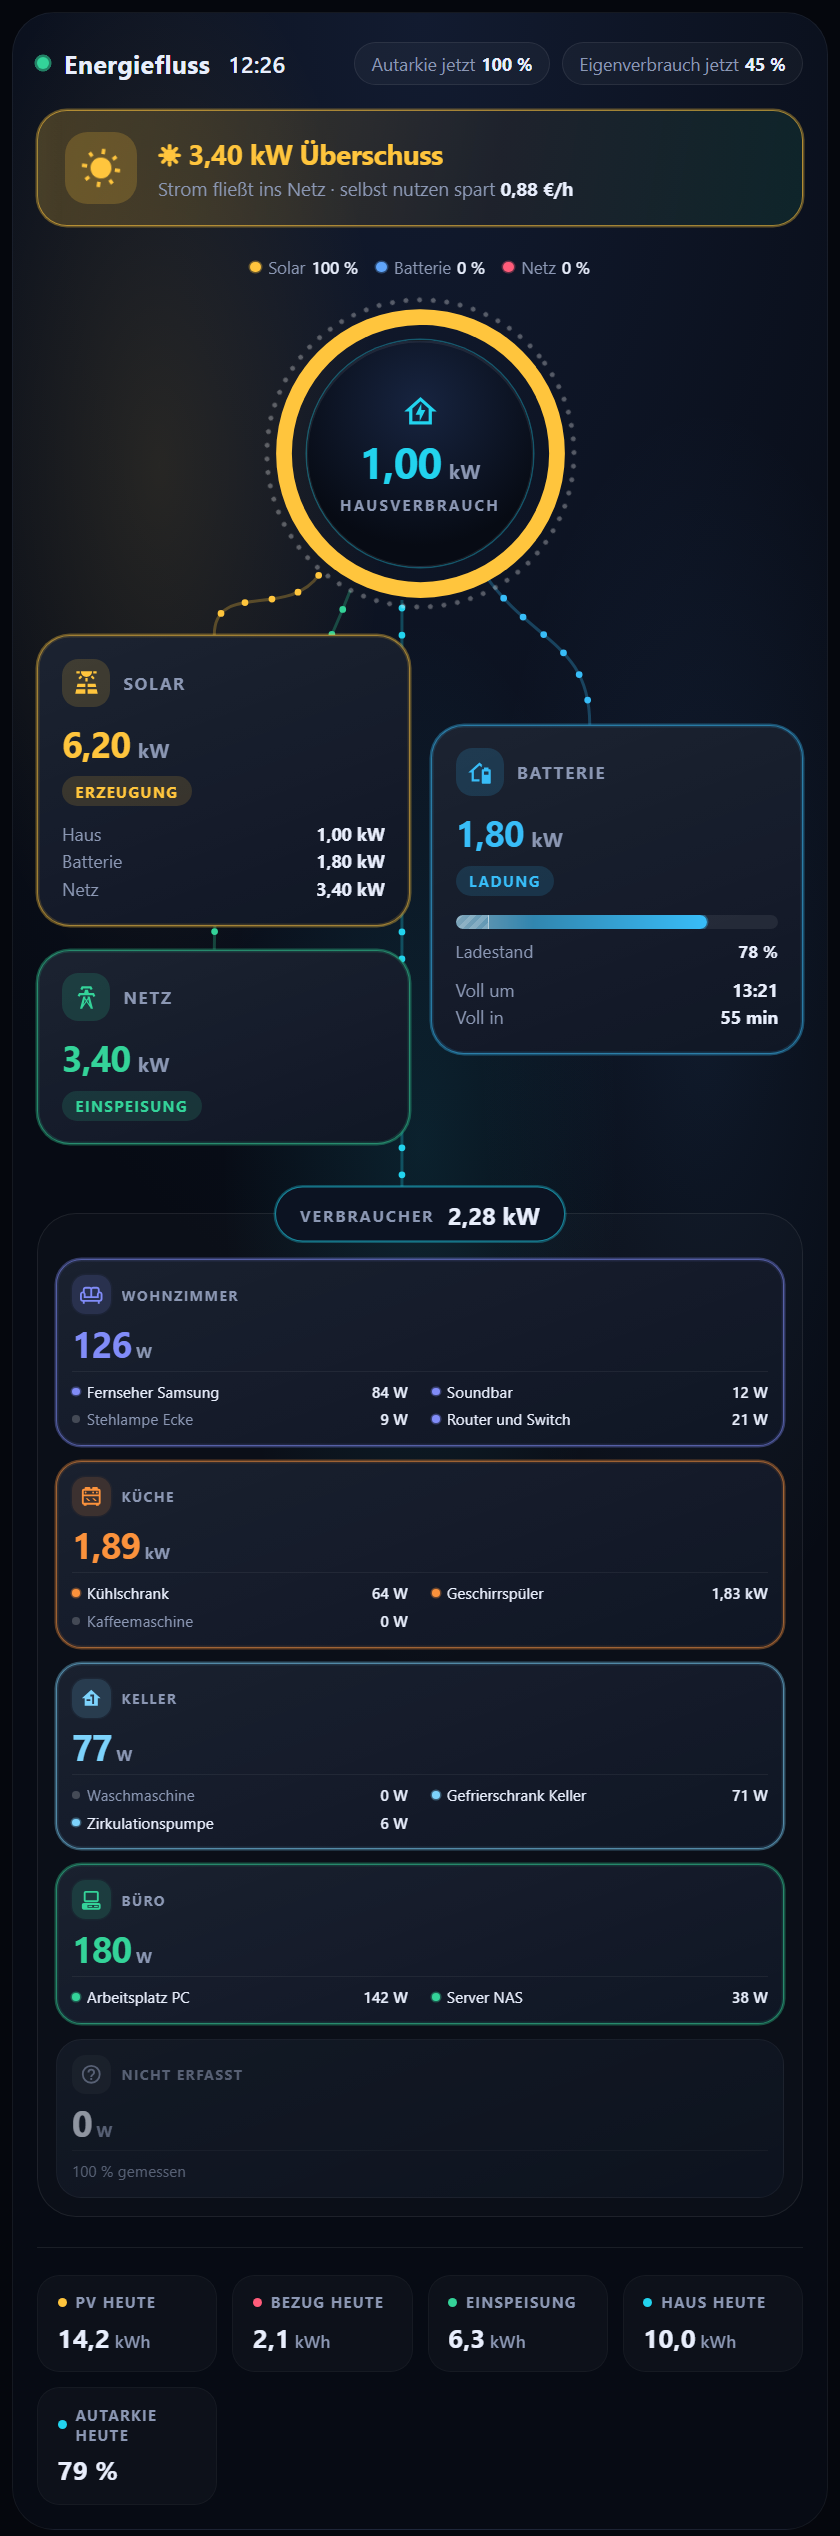 Energiefluss 12:26
Autarkie jetzt 100 %
Eigenverbrauch jetzt 45 %
☀ 3,40 kW Überschuss
Strom fließt ins Netz · selbst nutzen spart 0,88 €/h
Solar 100 % Batterie 0 % Netz 0 %
1,00 kW
HAUSVERBRAUCH
SOLAR
6,20 kW
ERZEUGUNG
Haus 1,00 kW
Batterie 1,80 kW
Netz 3,40 kW
BATTERIE
1,80 kW
LADUNG
Ladestand 78 %
Voll um 13:21
Voll in 55 min
NETZ
3,40 kW
EINSPEISUNG
VERBRAUCHER 2,28 kW
WOHNZIMMER
126 W
Fernseher Samsung 84 W Soundbar 12 W
Stehlampe Ecke 9 W Router und Switch 21 W
KÜCHE
1,89 kW
Kühlschrank 64 W Geschirrspüler 1,83 kW
Kaffeemaschine 0 W
KELLER
77 W
Waschmaschine 0 W Gefrierschrank Keller 71 W
Zirkulationspumpe 6 W
BÜRO
180 W
Arbeitsplatz PC 142 W Server NAS 38 W
NICHT ERFASST
0 W
100 % gemessen
PV HEUTE
14,2 kWh
BEZUG HEUTE
2,1 kWh
EINSPEISUNG
6,3 kWh
HAUS HEUTE
10,0 kWh
AUTARKIE
HEUTE
79 %